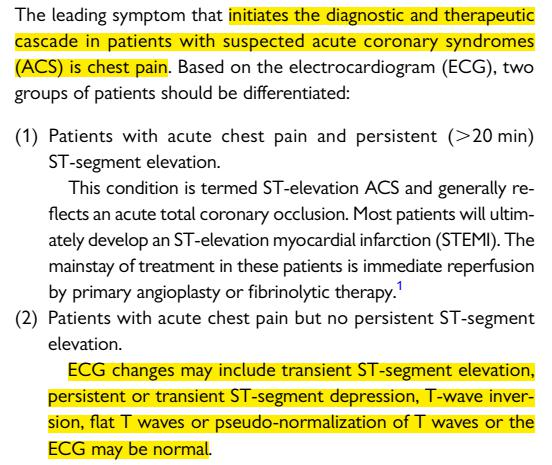 The leading symptom that initiates the diagnostic and therapeutic
cascade in patients with suspected acute coronary syndromes
(ACS) is chest pain. Based on the electrocardiogram (ECG), two
groups of patients should be differentiated:
(1) Patients with acute chest pain and persistent (>20 min)
ST-segment elevation.
This condition is termed ST-elevation ACS and generally re-
flects an acute total coronary occlusion. Most patients will ultim-
ately develop an ST-elevation myocardial infarction (STEMI). The
mainstay of treatment in these patients is immediate reperfusion
by primary angioplasty or fibrinolytic therapy.1
(2) Patients with acute chest pain but no persistent ST-segment
elevation.
ECG changes may include transient ST-segment elevation,
persistent or transient ST-segment depression, T-wave inver-
sion, flat T waves or pseudo-normalization of T waves or the
ECG may be normal.